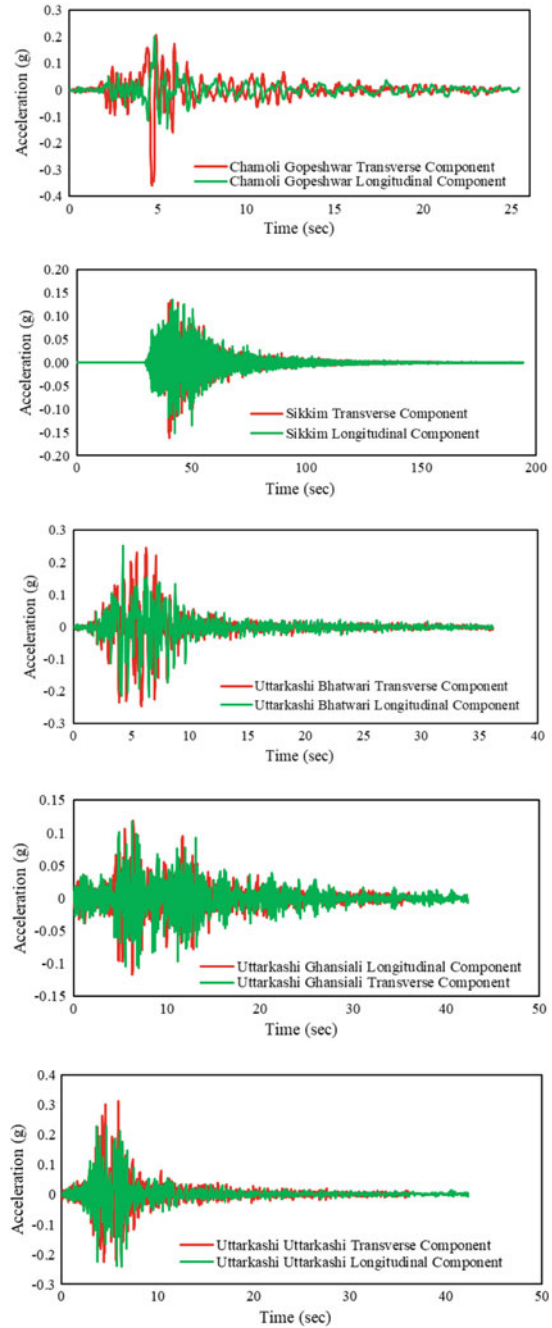 0.3
0.2
0.1
0
-0.1
-0.2
-0.3
0.4
Acceleration (g)
Chamoli Gopeshwar Transverse Component
Chamoli Gopeshwar Longitudinal Component
0 5 10 15 20 25
Time (sec)
0.20
0.15
0.10
0.05
0.00
-0.05
-0.10
-0.15
-0.20
Acceleration (g)
Sikkim Transverse Component
Sikkim Longitudinal Component
0 50 100 150 200
Time (sec)
0.3
0.2
0.1
0
-0.1
-0.2
-0.3
Acceleration (g)
Uttarkashi Bhatwari Transverse Component
Uttarkashi Bhatwari Longitudinal Component
0 5 10 15 20 25 30 35 40
Time (sec)
0.15
0.10
0.05
0
-0.05
-0.1
-0.15
Acceleration (g)
Uttarkashi Ghansiali Longitudinal Component
Uttarkashi Ghansiali Transverse Component
0 10 20 30 40 50
Time (sec)
0.4
0.3
0.2
0.1
0
-0.1
-0.2
-0.3
Acceleration (g)
Uttarkashi Uttarkashi Transverse Component
Uttarkashi Uttarkashi Longitudinal Component
0 10 20 30 40 50
Time (sec)